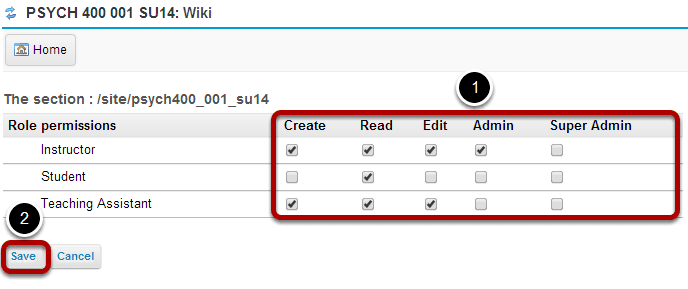 PSYCH 400 001 SU14: Wiki
Home
1
The section : /site/psych400_001_su14
Role permissions Create Read Edit Admin Super Admin
Instructor
Student
Teaching Assistant
2
Save Cancel